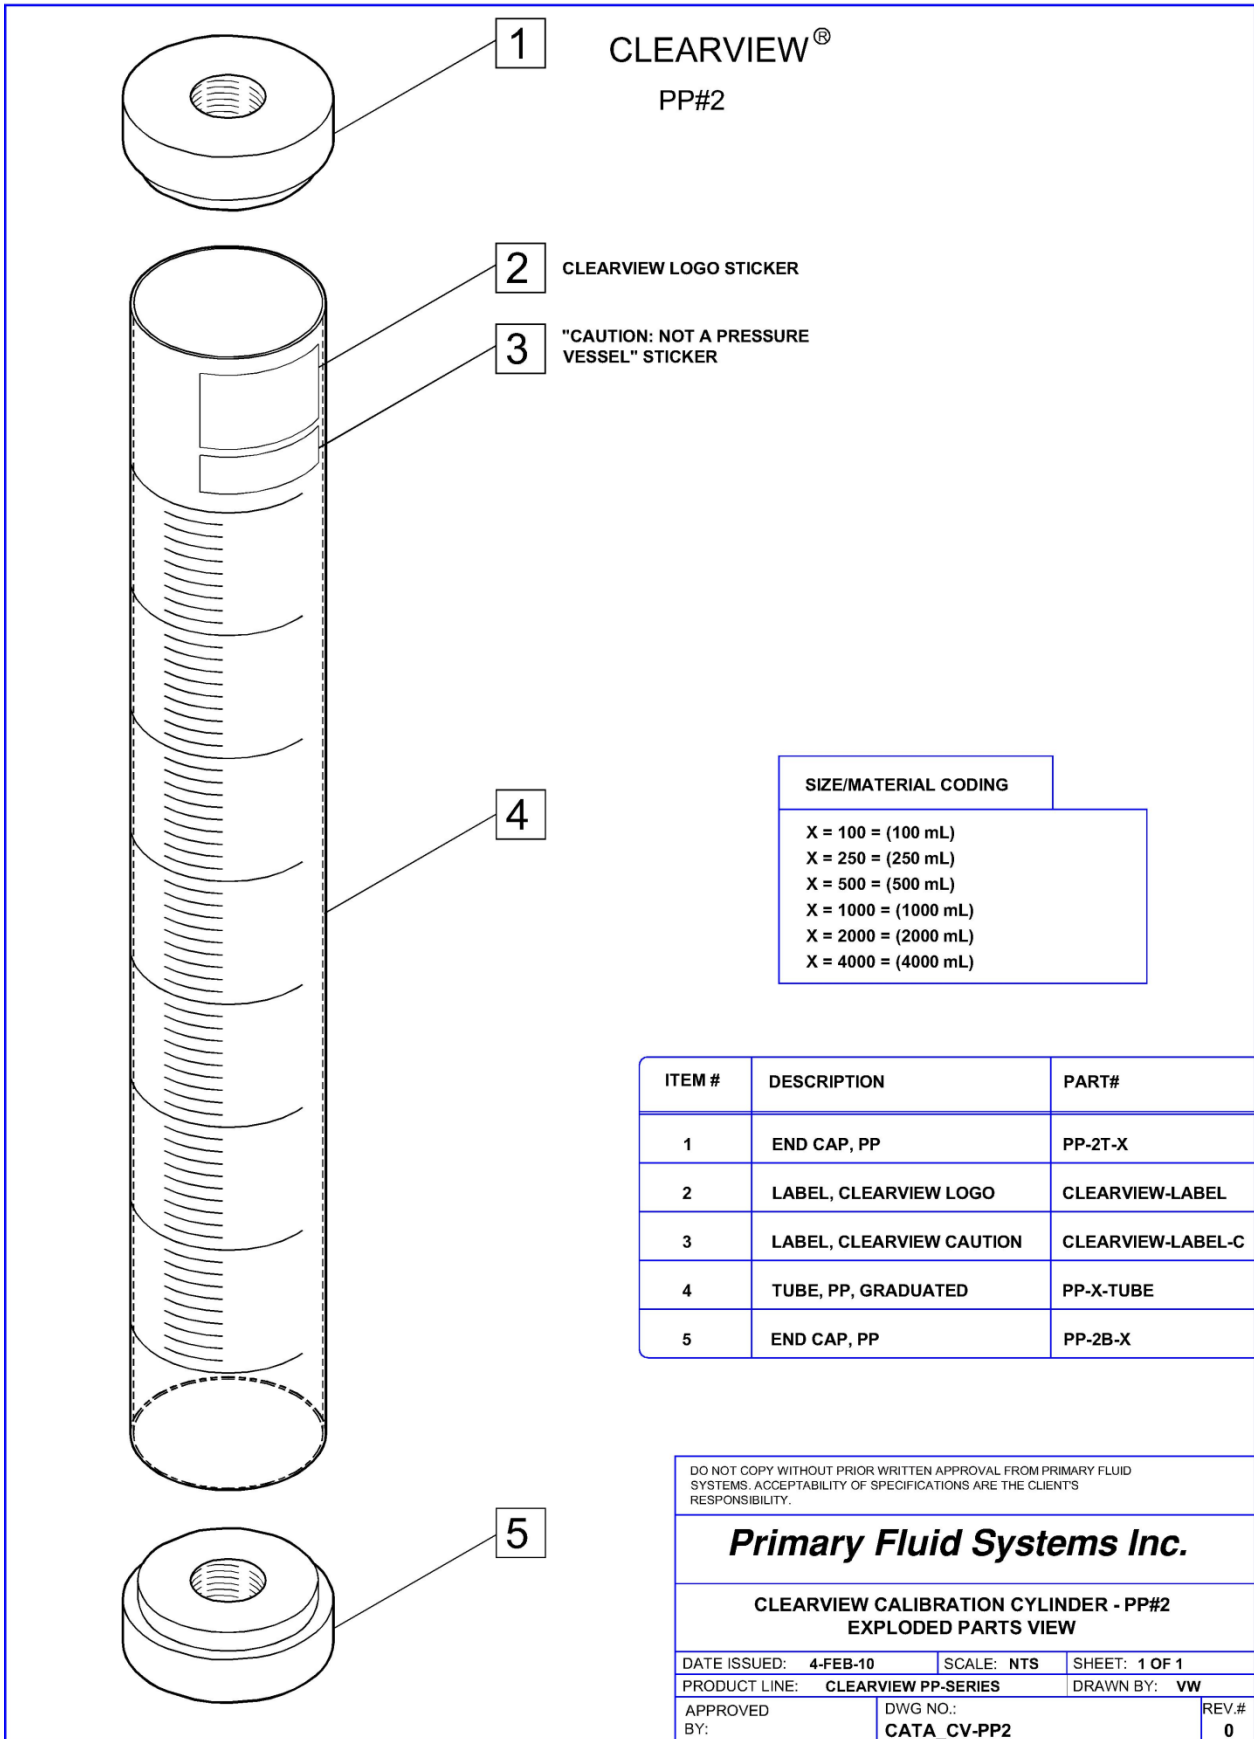 1
CLEARVIEW®
PP#2
2
CLEARVIEW LOGO STICKER
3
"CAUTION: NOT A PRESSURE
VESSEL" STICKER
4
SIZE/MATERIAL CODING
X = 100 = (100 mL)
X = 250 = (250 mL)
X = 500 = (500 mL)
X = 1000 = (1000 mL)
X = 2000 = (2000 mL)
X = 4000 = (4000 mL)
ITEM # DESCRIPTION PART#
1 END CAP, PP PP-2T-X
2 LABEL, CLEARVIEW LOGO CLEARVIEW-LABEL
3 LABEL, CLEARVIEW CAUTION CLEARVIEW-LABEL-C
4 TUBE, PP, GRADUATED PP-X-TUBE
5 END CAP, PP PP-2B-X
5
DO NOT COPY WITHOUT PRIOR WRITTEN APPROVAL FROM PRIMARY FLUID
SYSTEMS. ACCEPTABILITY OF SPECIFICATIONS ARE THE CLIENT'S
RESPONSIBILITY.
Primary Fluid Systems Inc.
CLEARVIEW CALIBRATION CYLINDER - PP#2
EXPLODED PARTS VIEW
DATE ISSUED: 4-FEB-10 SCALE: NTS SHEET: 1 OF 1
PRODUCT LINE: CLEARVIEW PP-SERIES DRAWN BY: VW
APPROVED
BY:
DWG NO.:
CATA_CV-PP2
REV.#
0